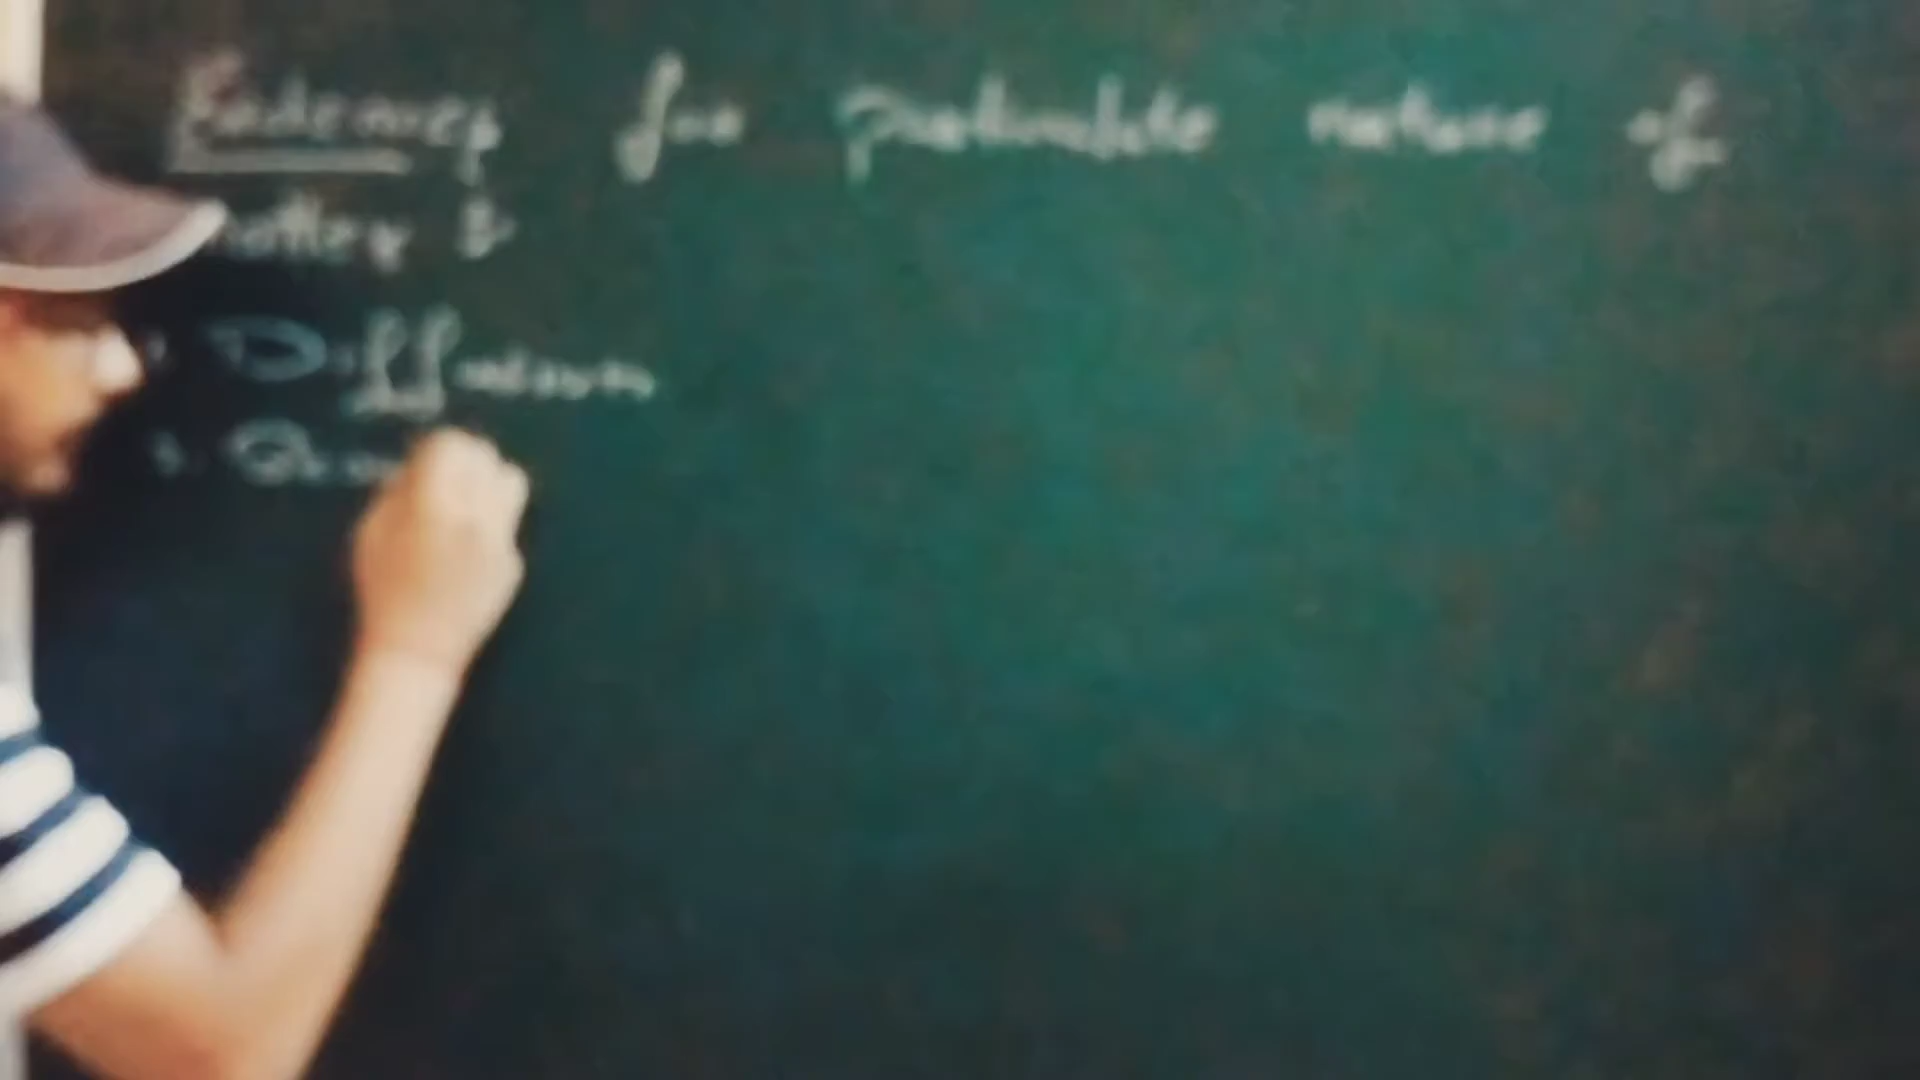 Evidences for particulate nature of
matter :
1. Diffusion
2.